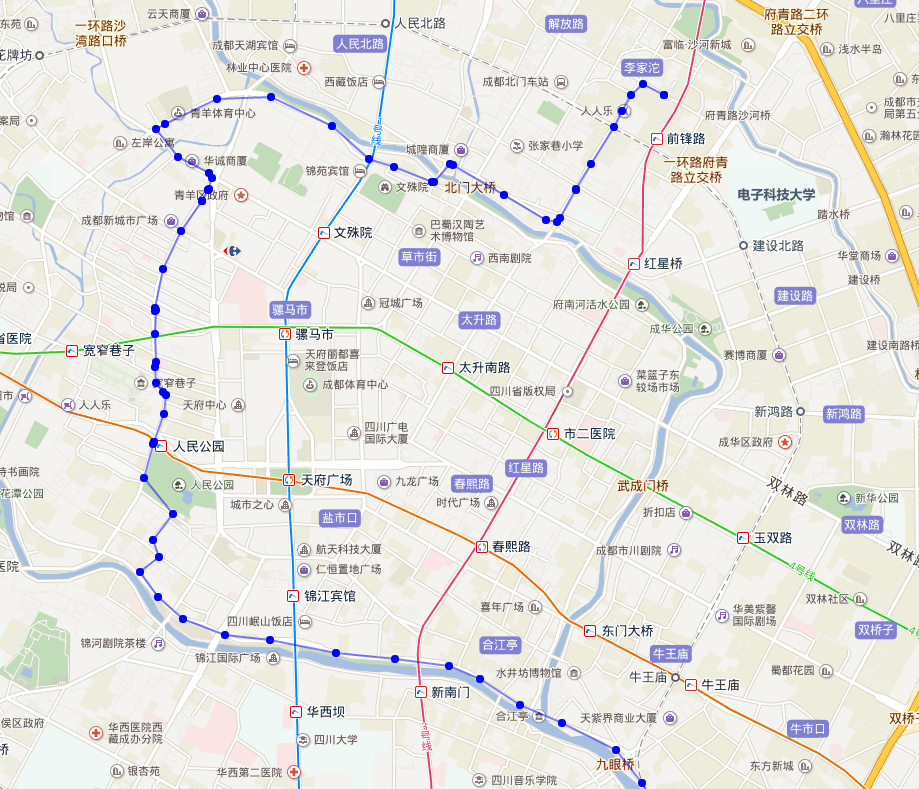 云天商厦
人民北路
解放路
府青路二环
路立交桥
八里庄
一环路沙
湾路口桥
成都天湖宾馆
人民北路
富临·沙河新城
浅水半岛
花牌坊
林业中心医院
西藏饭店
成都北门车站
李家沱
青羊体育中心
人人乐
府青路沙河桥
1号线
前锋路
瀚林花园
左岸公寓
华诚商厦
城隍商厦
张家巷小学
锦苑宾馆
一环路府青
路立交桥
文殊院
北门大桥
青羊区政府
电子科技大学
成都新城市广场
巴蜀汉陶艺
术博物馆
踏水桥
文殊院
建设北路
草市街
西南剧院
华堂商场
红星桥
建设桥
建设路
骡马市
冠城广场
府南河活水公园
太升路
成华公园
骡马市
省医院
宽窄巷子
天府丽都喜
来登饭店
赛博商厦
建设南路
太升南路
宽窄巷子
成都体育中心
菜篮子东
较场市场
四川省版权局
人人乐
天府中心
新鸿路
新鸿路
四川广电
国际大厦
市二医院
成华区政府
人民公园
红星路
天府广场
九龙广场
春熙路
武成门桥
双林路
人民公园
新华公园
城市之心
时代广场
折扣店
双林路
盐市口
玉双路
春熙路
航天科技大厦
成都市川剧院
双林路
仁恒置地广场
4号线
锦江宾馆
双林社区
喜年广场
华美紫馨
国际剧场
四川岷山饭店
东门大桥
双桥子
锦河剧院茶楼
合江亭
锦江国际广场
牛王庙
水井坊博物馆
蜀都花园
牛王庙
牛王庙
新南门
华西坝
合江亭
天紫界商业大厦
牛市口
华西医院西
藏成办分院
四川大学
3号线
九眼桥
银杏苑
华西第二医院
四川音乐学院
东方新城